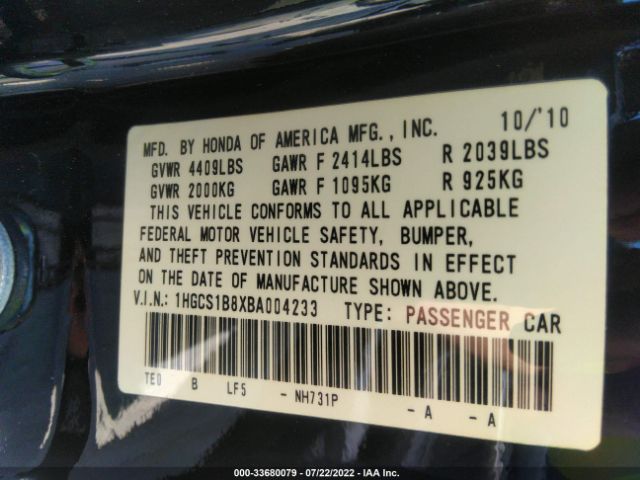 MFD. BY HONDA OF AMERICA MFG., INC. 10/'10
GVWR 4409LBS GAWR F 2414LBS R 2039LBS
GVWR 2000KG GAWR F 1095KG R 925KG
THIS VEHICLE CONFORMS TO ALL APPLICABLE
FEDERAL MOTOR VEHICLE SAFETY, BUMPER,
AND THEFT PREVENTION STANDARDS IN EFFECT
ON THE DATE OF MANUFACTURE SHOWN ABOVE.
V.I.N.: 1HGCS1B8XBA004233 TYPE: PASSENGER CAR
TE0 B LF5 - NH731P - A - A
000-33680079 - 07/22/2022 - IAA Inc.